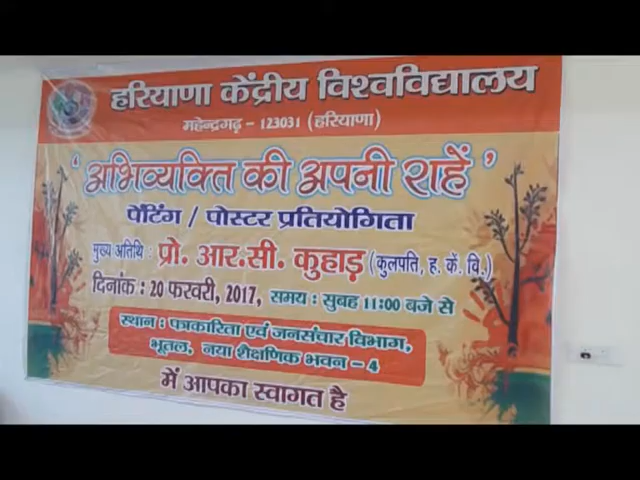 हरियाणा केंद्रीय विश्वविद्यालय
महेन्द्रगढ़ - 123031 (हरियाणा)
‘अभिव्यक्ति की अपनी राहें’
पेंटिंग / पोस्टर प्रतियोगिता
मुख्य अतिथि : प्रो. आर.सी. कुहाड़ (कुलपति, ह. कें. वि.)
दिनांक : 20 फरवरी, 2017, समय : सुबह 11:00 बजे से
स्थान : पत्रकारिता एवं जनसंचार विभाग,
भूतल, नया शैक्षणिक भवन - 4
में आपका स्वागत है